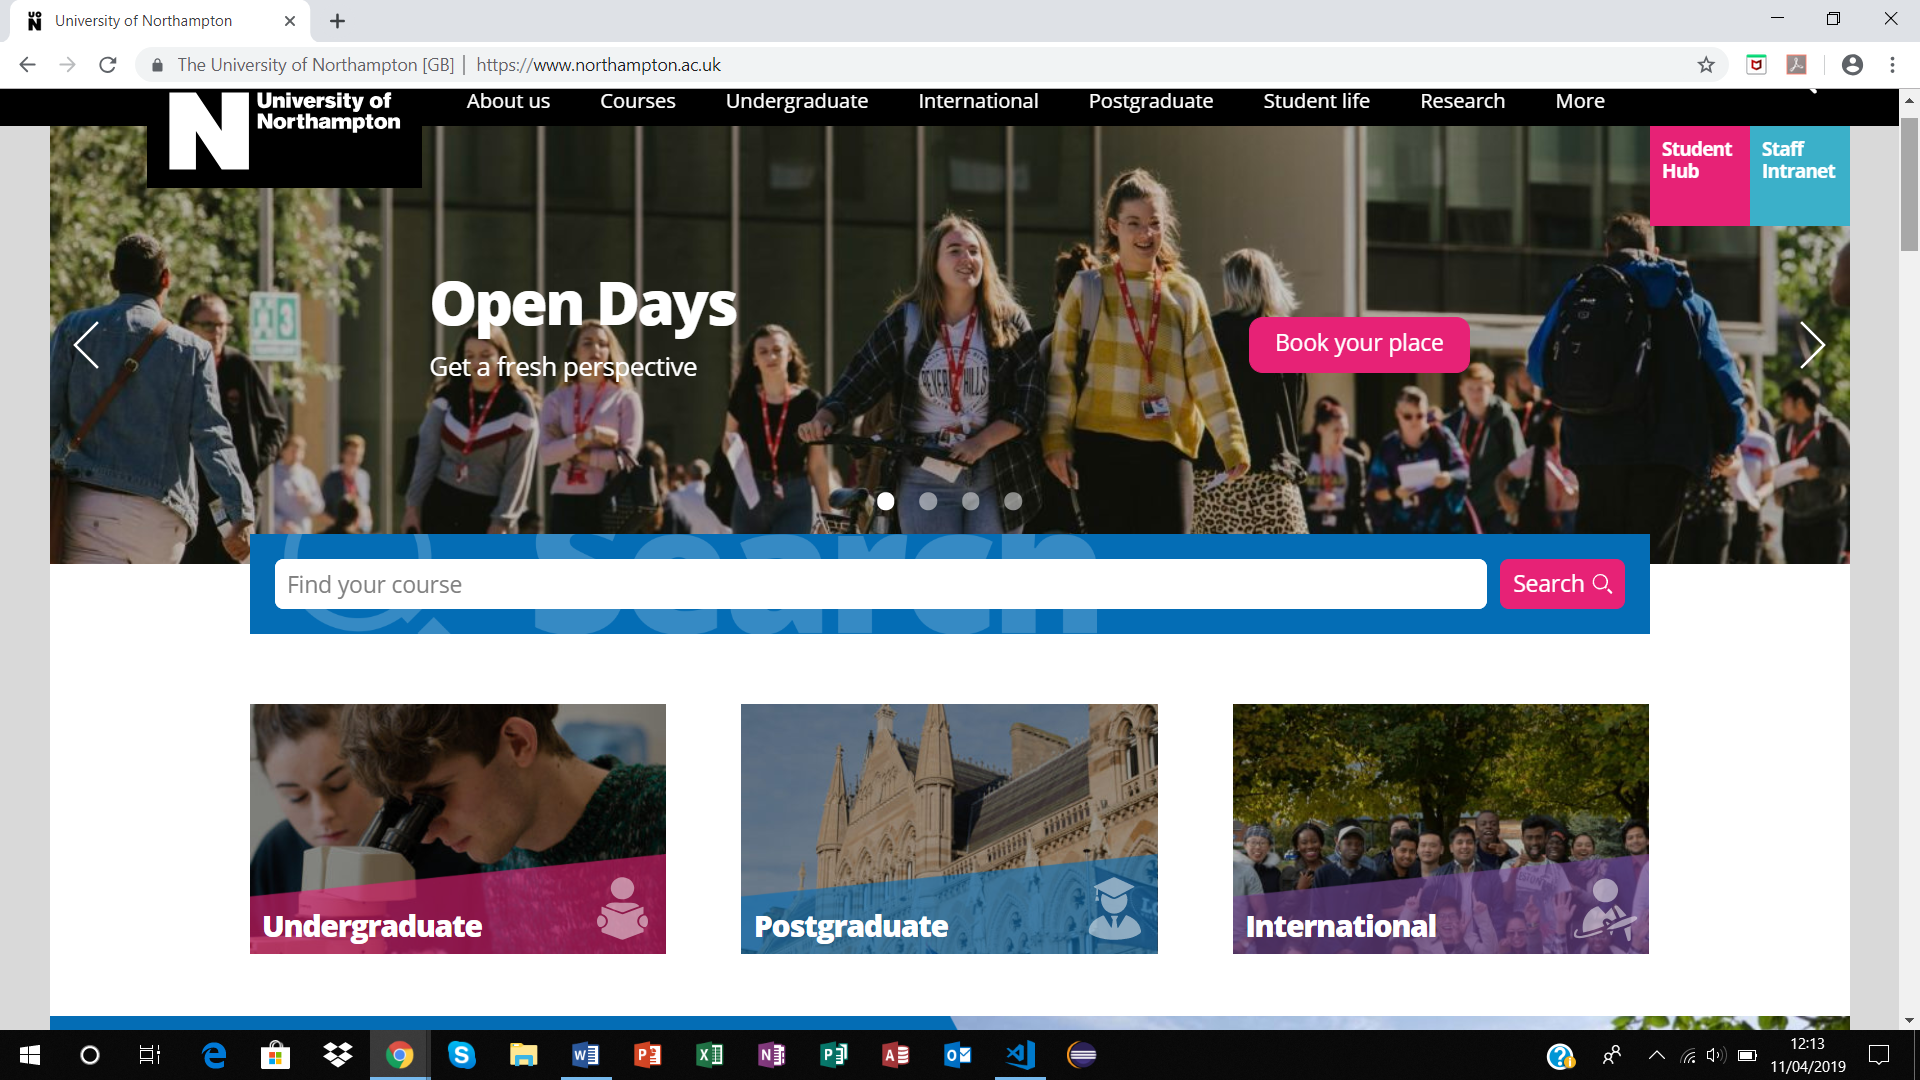 University of Northampton
The University of Northampton [GB] | https://www.northampton.ac.uk
University of
Northampton
About us Courses Undergraduate International Postgraduate Student life Research More
Student
Hub
Staff
Intranet
Open Days
Get a fresh perspective
Book your place
Search
Find your course
Search
Undergraduate
Postgraduate
International
12:13
11/04/2019